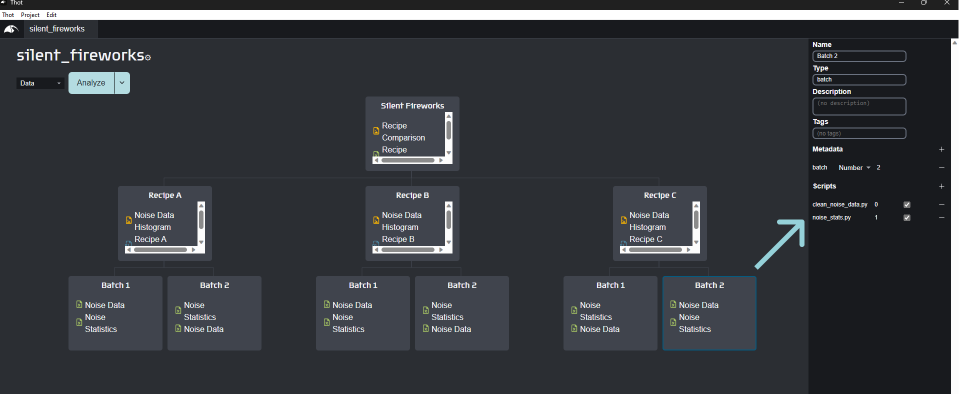 Thot
Thot Project Edit
silent_fireworks
silent_fireworks
Data
Analyze
Silent Fireworks
Recipe
Comparison
Recipe
Recipe A
Noise Data
Histogram
Recipe A
Recipe B
Noise Data
Histogram
Recipe B
Recipe C
Noise Data
Histogram
Recipe C
Batch 1
Noise Data
Noise
Statistics
Batch 2
Noise
Statistics
Noise Data
Batch 1
Noise Data
Noise
Statistics
Batch 2
Noise
Statistics
Noise Data
Batch 1
Noise
Statistics
Noise Data
Batch 2
Noise Data
Noise
Statistics
Name
Batch 2
Type
batch
Description
(no description)
Tags
(no tags)
Metadata +
batch Number 2 −
Scripts +
clean_noise_data.py 0 −
noise_stats.py 1 −